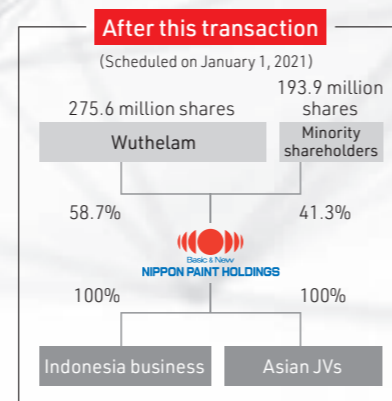 After this transaction
(Scheduled on January 1, 2021)
275.6 million shares
193.9 million
shares
Wuthelam
Minority
shareholders
58.7%
41.3%
Basic & New
NIPPON PAINT HOLDINGS
100%
100%
Indonesia business
Asian JVs